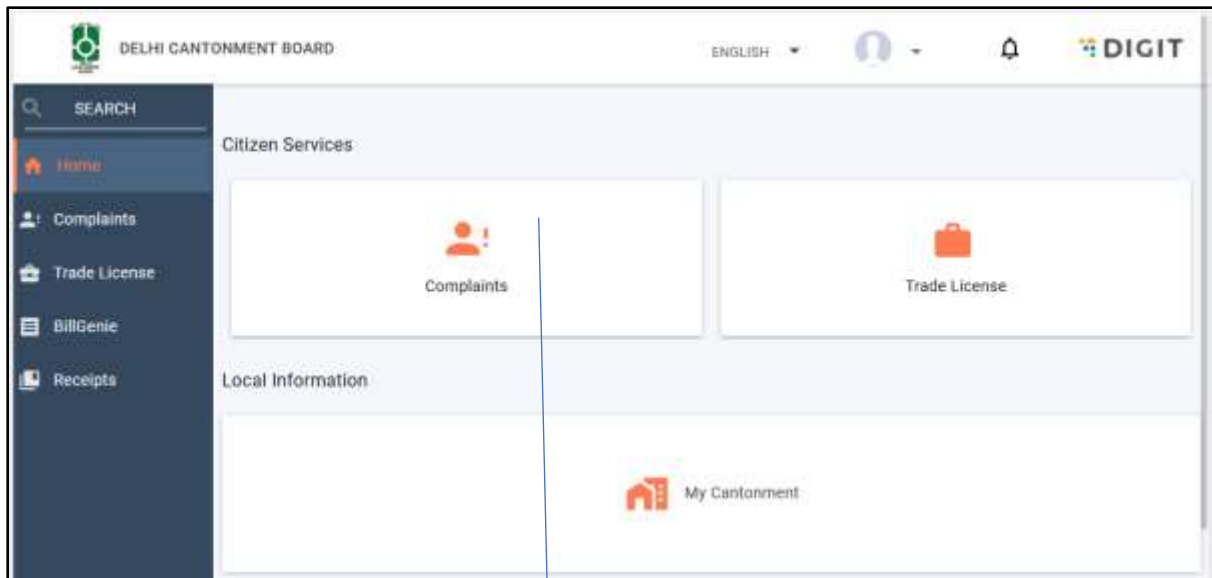 DELHI CANTONMENT BOARD
ENGLISH
DIGIT
SEARCH
Home
Complaints
Trade License
BillGenie
Receipts
Citizen Services
Complaints
Trade License
Local Information
My Cantonment